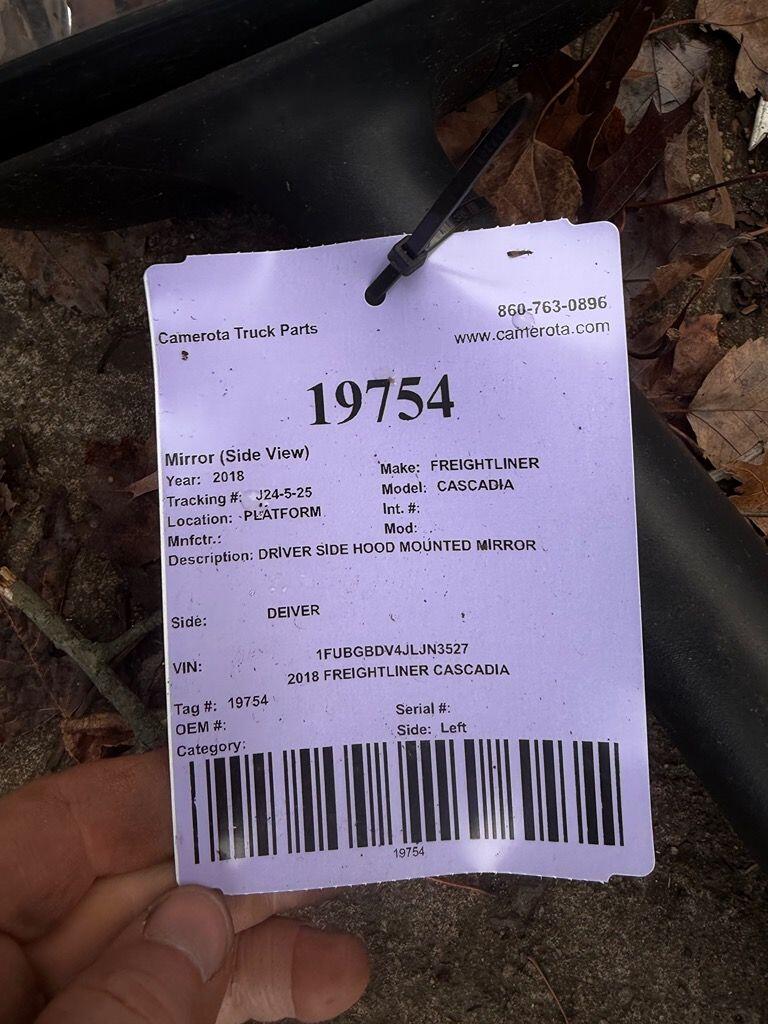 860-763-0896
Camerota Truck Parts
www.camerota.com
19754
Mirror (Side View)
Year: 2018
Make: FREIGHTLINER
Tracking #: J24-5-25
Model: CASCADIA
Location: PLATFORM
Int. #:
Mnfctr.:
Mod:
Description: DRIVER SIDE HOOD MOUNTED MIRROR
Side: DEIVER
VIN: 1FUBGBDV4JLJN3527
2018 FREIGHTLINER CASCADIA
Tag #: 19754
Serial #:
OEM #:
Side: Left
Category:
19754